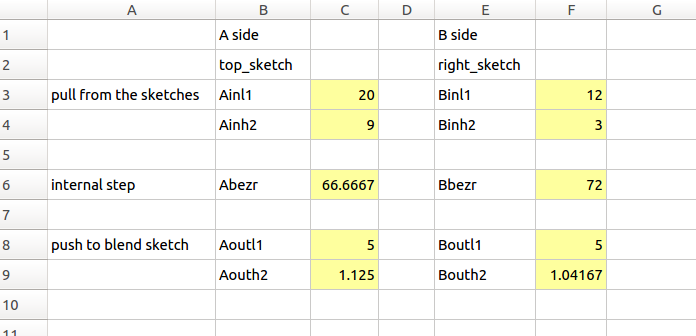 A B C D E F G
1 A side B side
2 top_sketch right_sketch
3 pull from the sketches Ainl1 20 Binl1 12
4 Ainh2 9 Binh2 3
5
6 internal step Abezr 66.6667 Bbezr 72
7
8 push to blend sketch Aoutl1 5 Boutl1 5
9 Aouth2 1.125 Bouth2 1.04167
10
11